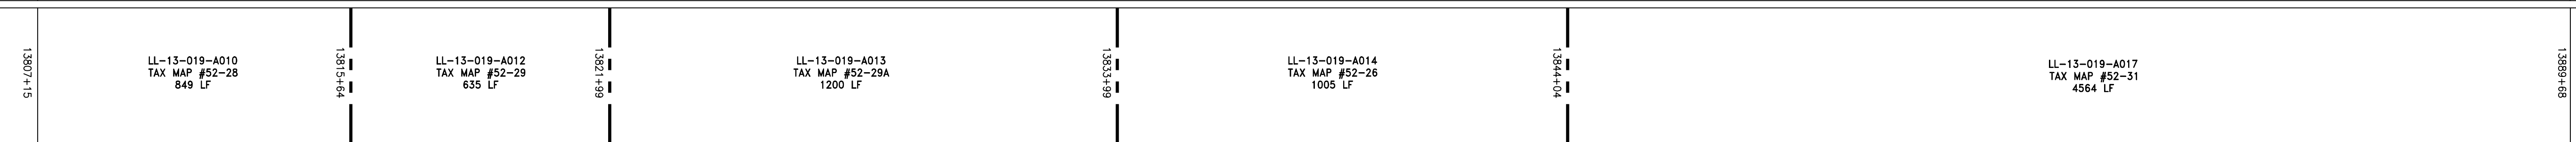 13807+15
LL-13-019-A010
TAX MAP #52-28
849 LF
13815+64
LL-13-019-A012
TAX MAP #52-29
635 LF
13821+99
LL-13-019-A013
TAX MAP #52-29A
1200 LF
13833+99
LL-13-019-A014
TAX MAP #52-26
1005 LF
13844+04
LL-13-019-A017
TAX MAP #52-31
4564 LF
13889+68